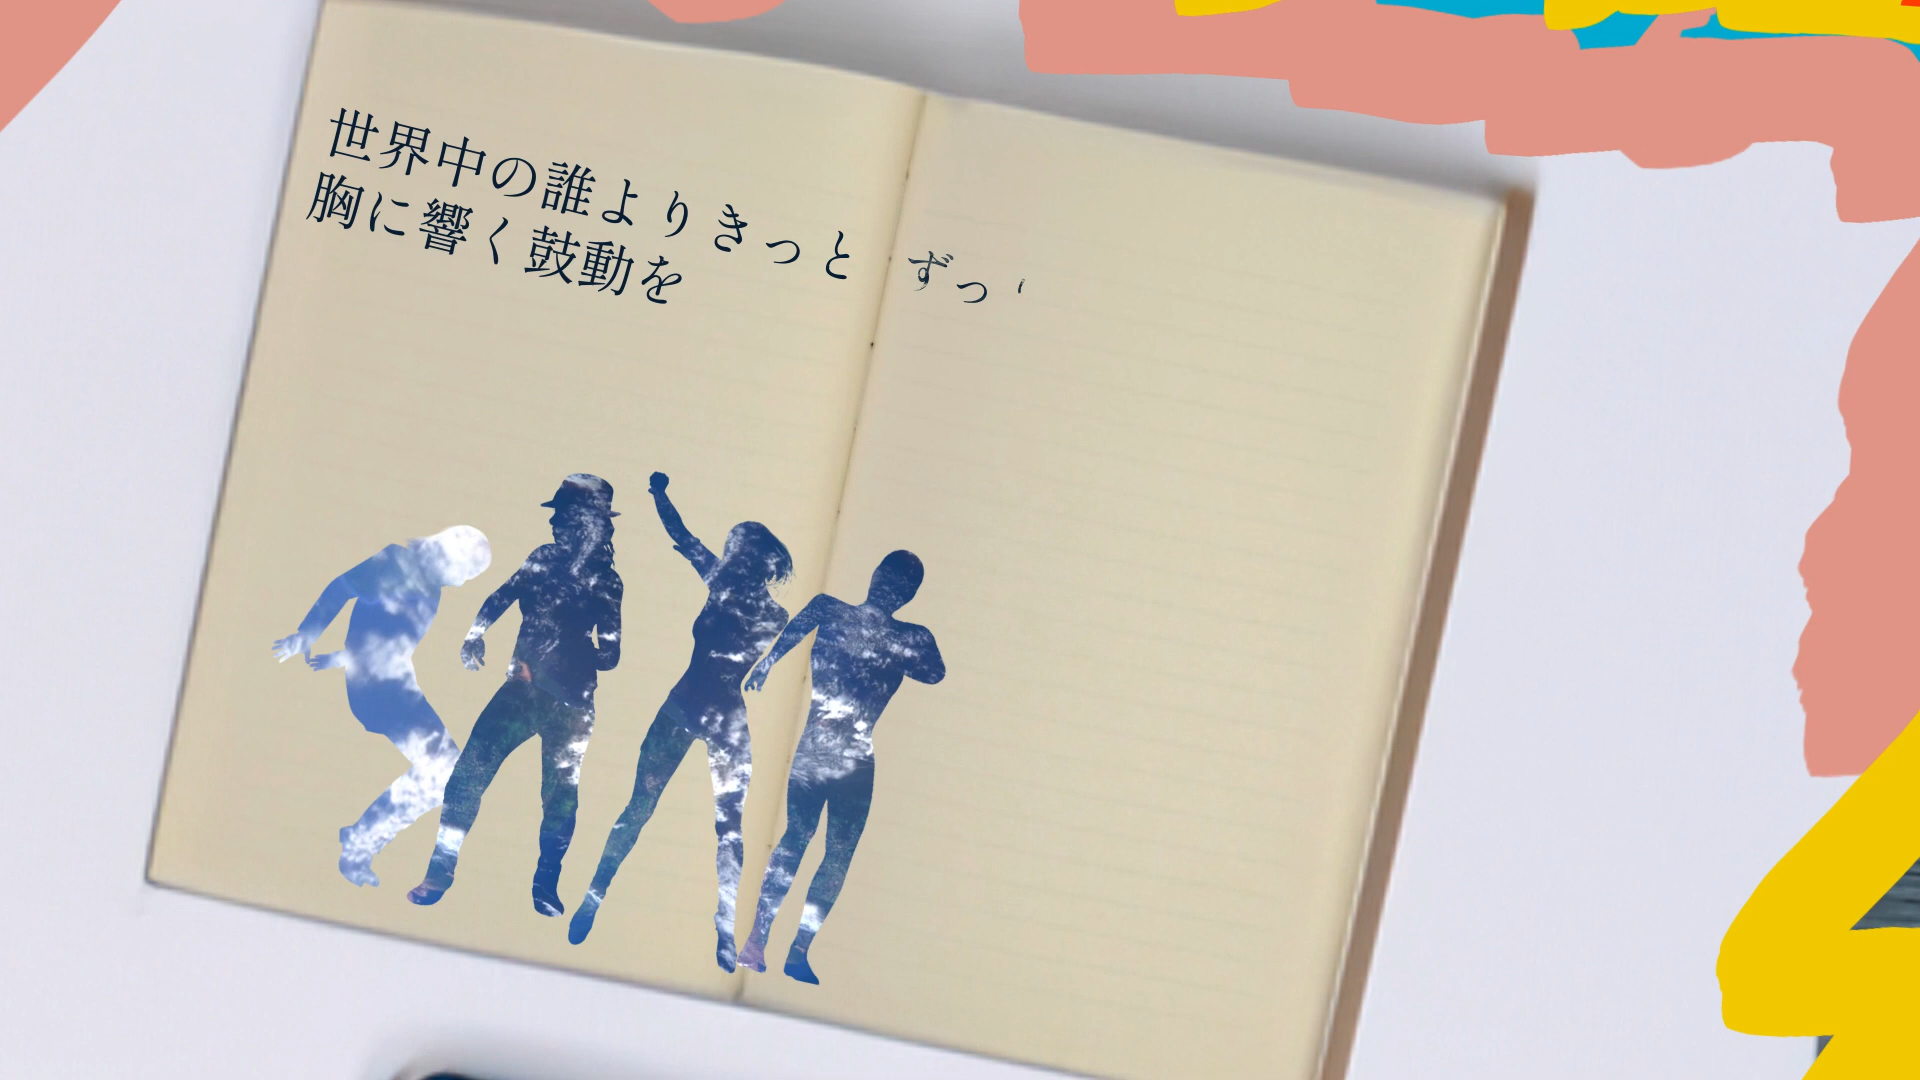 世界中の誰よりきっと ずっ
胸に響く鼓動を